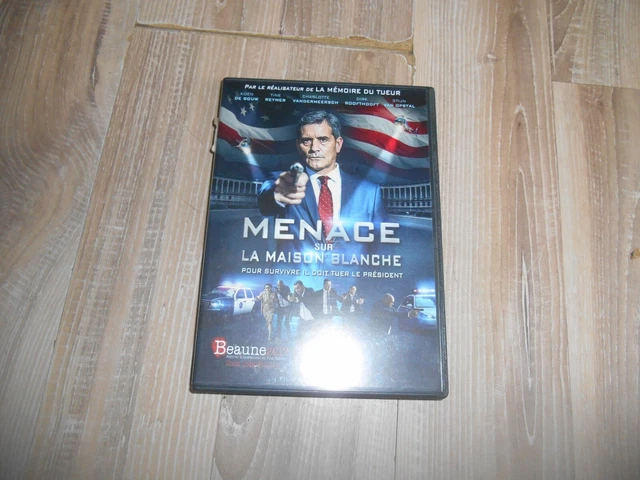 PAR LE RÉALISATEUR DE LA MÉMOIRE DU TUEUR
KOEN DE BOUW TINE REYMER CHARLOTTE VANDERMEERSCH DIRK ROOFTHOOFT STIJN VAN OPSTAL
MENACE
SUR
LA MAISON BLANCHE
POUR SURVIVRE IL DOIT TUER LE PRÉSIDENT
Beaune